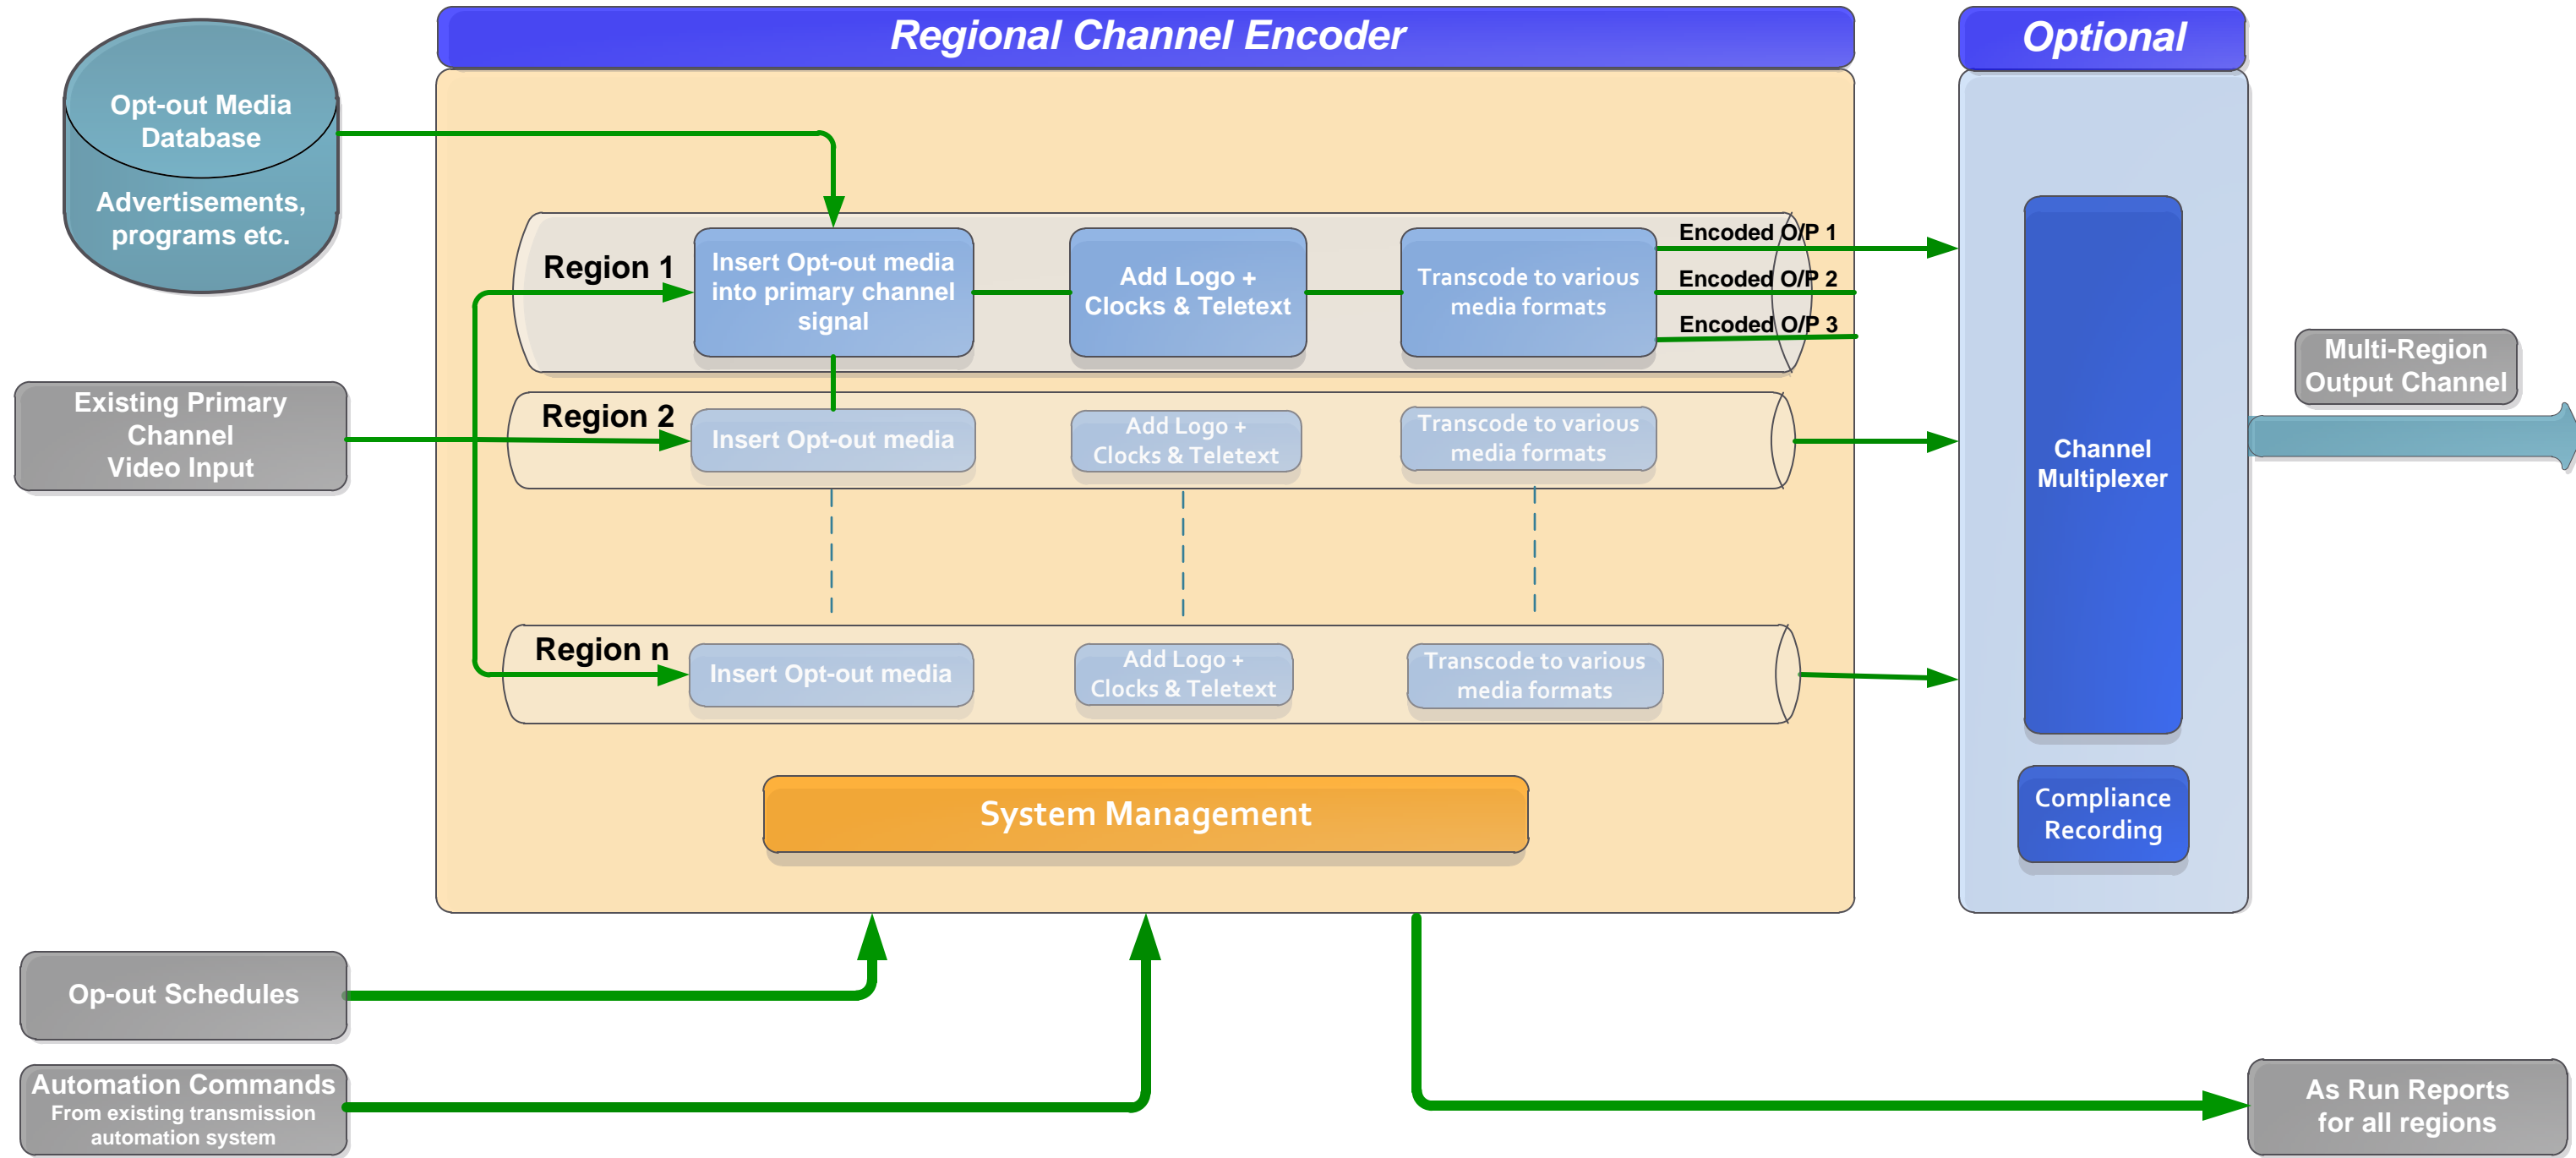 Regional Channel Encoder
Optional
Opt-out Media
Database
Advertisements,
programs etc.
Region 1
Insert Opt-out media
into primary channel
signal
Add Logo +
Clocks & Teletext
Transcode to various
media formats
Encoded O/P 1
Encoded O/P 2
Encoded O/P 3
Existing Primary
Channel
Video Input
Region 2
Insert Opt-out media
Add Logo +
Clocks & Teletext
Transcode to various
media formats
Channel
Multiplexer
Multi-Region
Output Channel
Region n
Insert Opt-out media
Add Logo +
Clocks & Teletext
Transcode to various
media formats
System Management
Compliance
Recording
Op-out Schedules
Automation Commands
From existing transmission
automation system
As Run Reports
for all regions